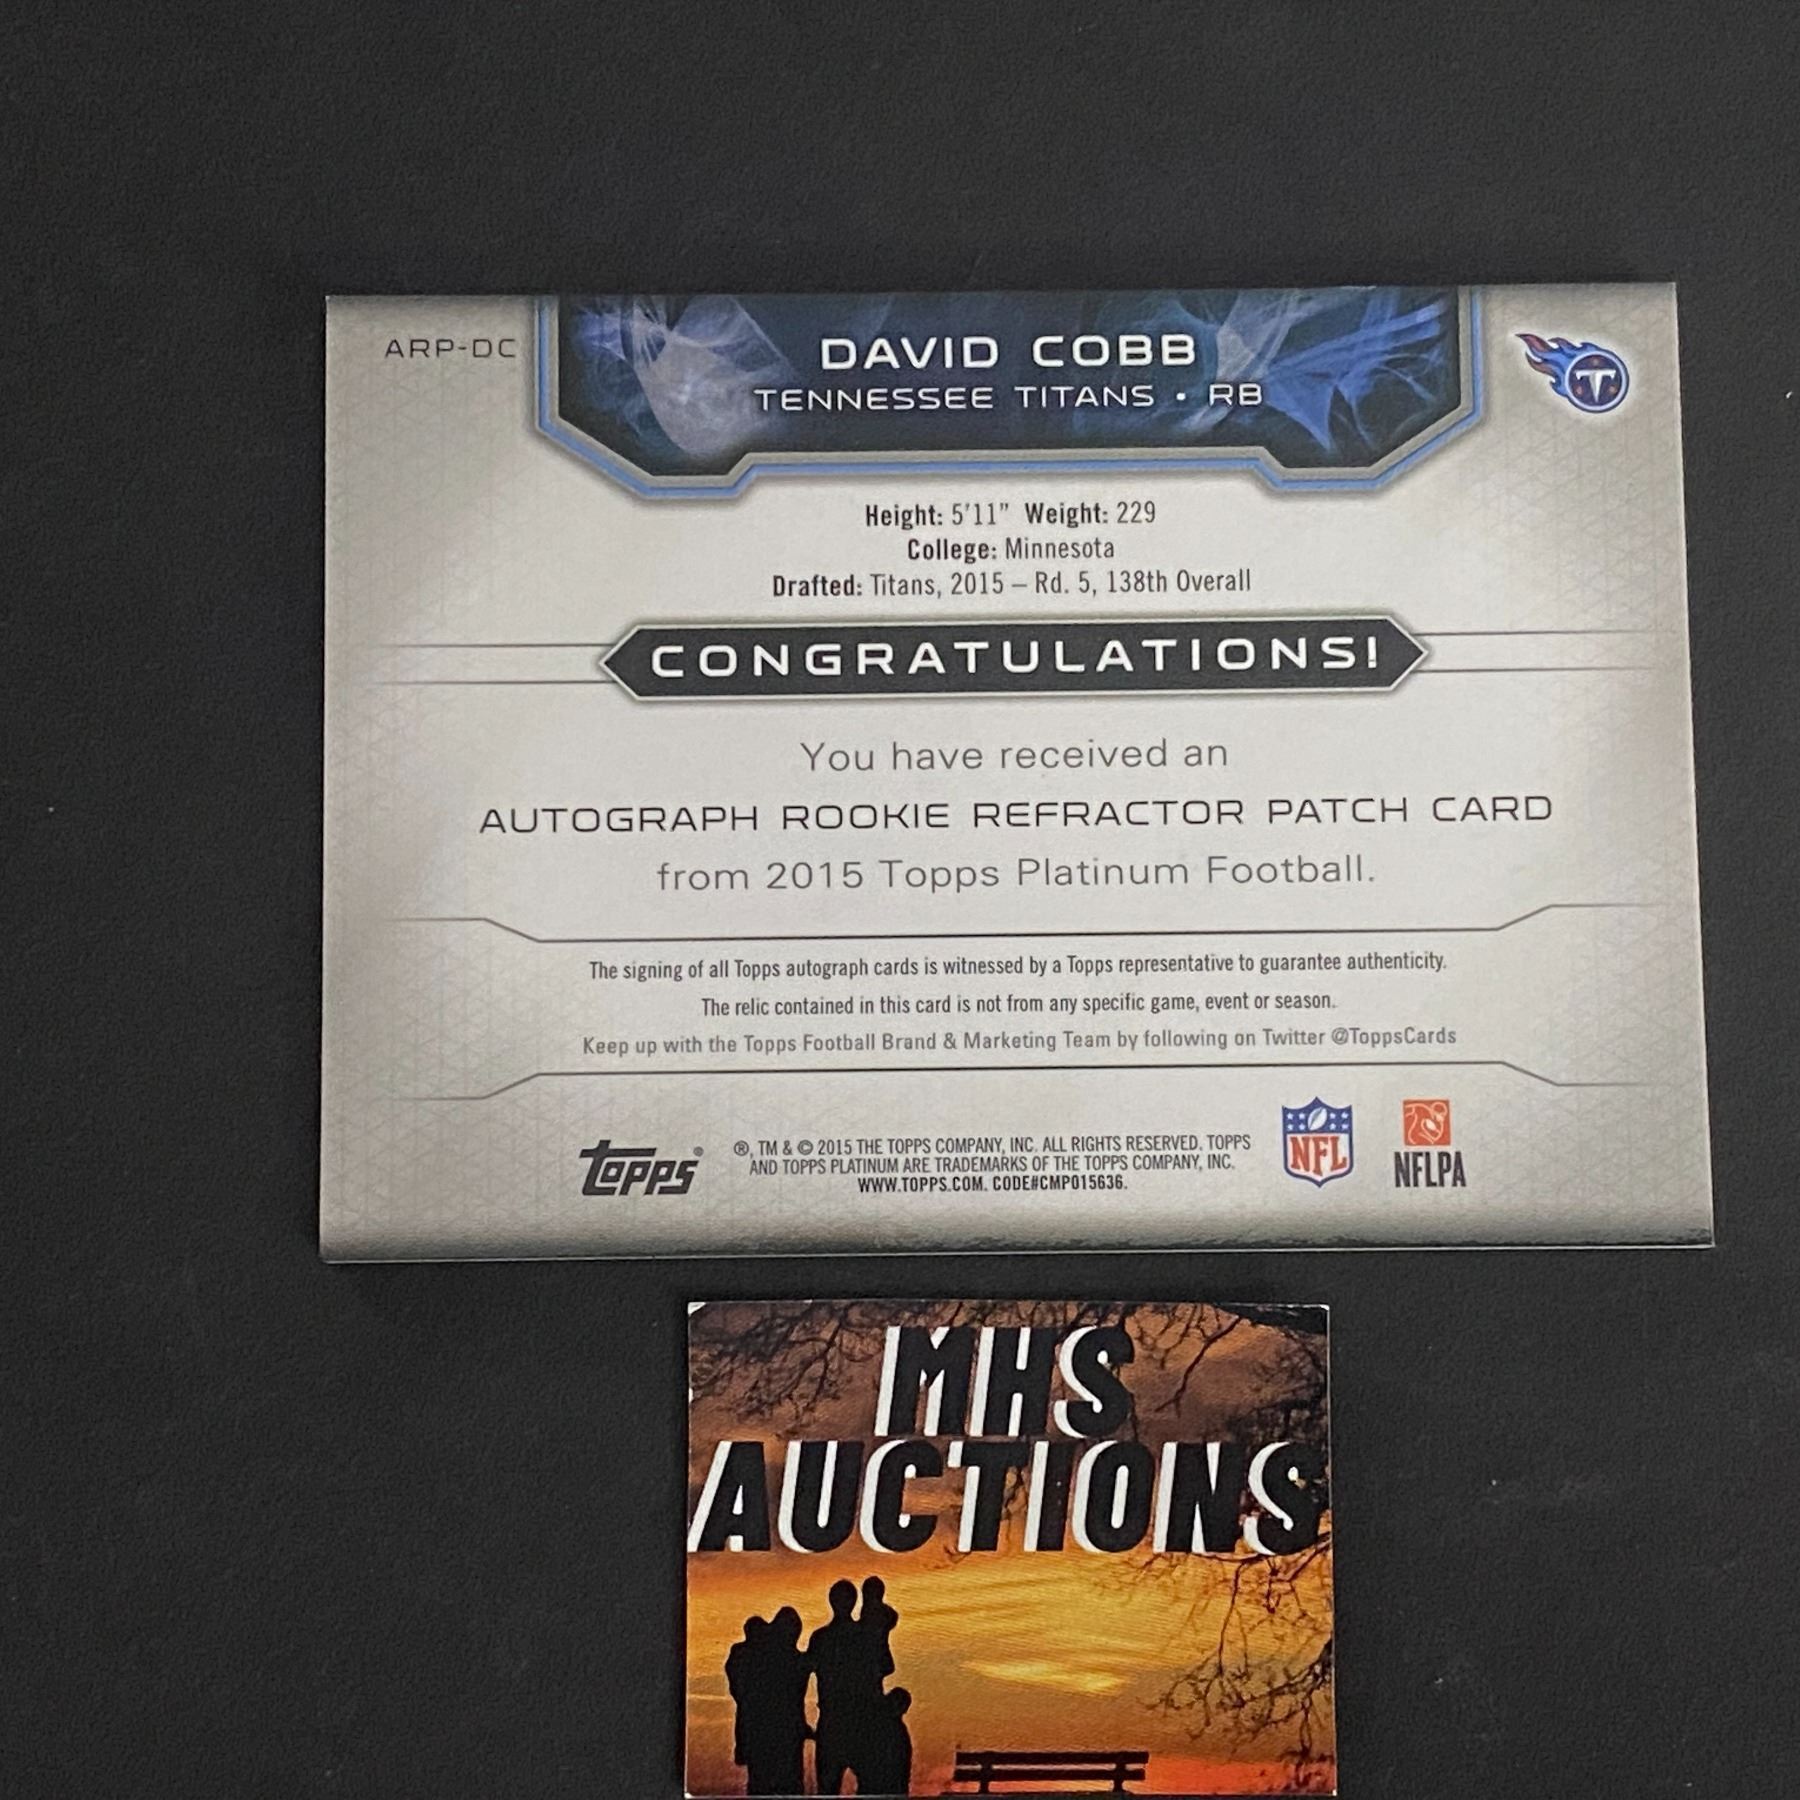 ARP-DC
DAVID COBB
TENNESSEE TITANS • RB
T
Height: 5'11" Weight: 229
College: Minnesota
Drafted: Titans, 2015 – Rd. 5, 138th Overall
CONGRATULATIONS!
You have received an
AUTOGRAPH ROOKIE REFRACTOR PATCH CARD
from 2015 Topps Platinum Football.
The signing of all Topps autograph cards is witnessed by a Topps representative to guarantee authenticity.
The relic contained in this card is not from any specific game, event or season.
Keep up with the Topps Football Brand & Marketing Team by following on Twitter @ToppsCards
topps®
®, TM & © 2015 THE TOPPS COMPANY, INC. ALL RIGHTS RESERVED. TOPPS
AND TOPPS PLATINUM ARE TRADEMARKS OF THE TOPPS COMPANY, INC.
WWW.TOPPS.COM. CODE#CMP015636.
NFL
NFLPA
MHS
AUCTIONS